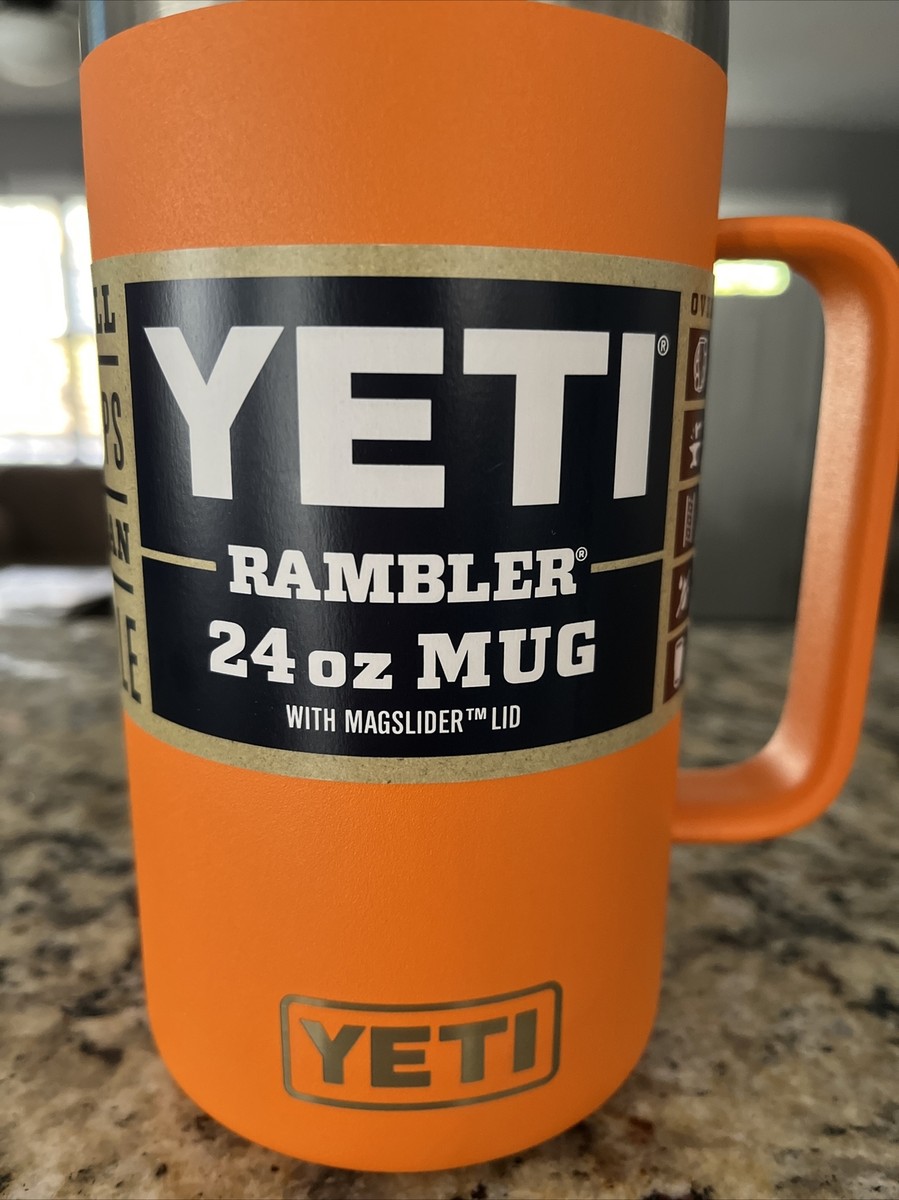 YETI®
RAMBLER®
24 oz MUG
WITH MAGSLIDER™ LID
YETI